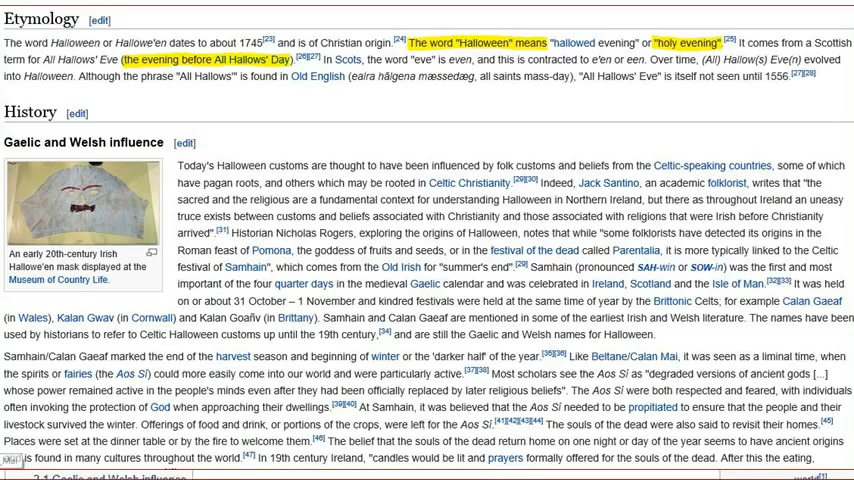 Etymology [edit]
The word Halloween or Hallowe'en dates to about 1745[23] and is of Christian origin.[24] The word "Halloween" means "hallowed evening" or "holy evening".[25] It comes from a Scottish
term for All Hallows' Eve (the evening before All Hallows' Day).[26][27] In Scots, the word "eve" is even, and this is contracted to e'en or een. Over time, (All) Hallow(s) Eve(n) evolved
into Halloween. Although the phrase "All Hallows'" is found in Old English (ealra hālgena mæssedæg, all saints mass-day), "All Hallows' Eve" is itself not seen until 1556.[27][28]
History [edit]
Gaelic and Welsh influence [edit]
An early 20th-century Irish
Hallowe'en mask displayed at the
Museum of Country Life.
Today's Halloween customs are thought to have been influenced by folk customs and beliefs from the Celtic-speaking countries, some of which
have pagan roots, and others which may be rooted in Celtic Christianity.[29][30] Indeed, Jack Santino, an academic folklorist, writes that "the
sacred and the religious are a fundamental context for understanding Halloween in Northern Ireland, but there as throughout Ireland an uneasy
truce exists between customs and beliefs associated with Christianity and those associated with religions that were Irish before Christianity
arrived".[31] Historian Nicholas Rogers, exploring the origins of Halloween, notes that while "some folklorists have detected its origins in the
Roman feast of Pomona, the goddess of fruits and seeds, or in the festival of the dead called Parentalia, it is more typically linked to the Celtic
festival of Samhain", which comes from the Old Irish for "summer's end".[29] Samhain (pronounced SAH-win or SOW-in) was the first and most
important of the four quarter days in the medieval Gaelic calendar and was celebrated in Ireland, Scotland and the Isle of Man.[32][33] It was held
on or about 31 October – 1 November and kindred festivals were held at the same time of year by the Brittonic Celts; for example Calan Gaeaf
(in Wales), Kalan Gwav (in Cornwall) and Kalan Goañv (in Brittany). Samhain and Calan Gaeaf are mentioned in some of the earliest Irish and Welsh literature. The names have been
used by historians to refer to Celtic Halloween customs up until the 19th century,[34] and are still the Gaelic and Welsh names for Halloween.
Samhain/Calan Gaeaf marked the end of the harvest season and beginning of winter or the 'darker half' of the year.[35][36] Like Beltane/Calan Mai, it was seen as a liminal time, when
the spirits or fairies (the Aos Sí) could more easily come into our world and were particularly active.[37][38] Most scholars see the Aos Sí as "degraded versions of ancient gods [...]
whose power remained active in the people's minds even after they had been officially replaced by later religious beliefs". The Aos Sí were both respected and feared, with individuals
often invoking the protection of God when approaching their dwellings.[39][40] At Samhain, it was believed that the Aos Sí needed to be propitiated to ensure that the people and their
livestock survived the winter. Offerings of food and drink, or portions of the crops, were left for the Aos Sí.[41][42][43][44] The souls of the dead were also said to revisit their homes.[45]
Places were set at the dinner table or by the fire to welcome them.[46] The belief that the souls of the dead return home on one night or day of the year seems to have ancient origins
is found in many cultures throughout the world.[47] In 19th century Ireland, "candles would be lit and prayers formally offered for the souls of the dead. After this the eating,
2.1 Gaelic and Welsh influence
world[1]